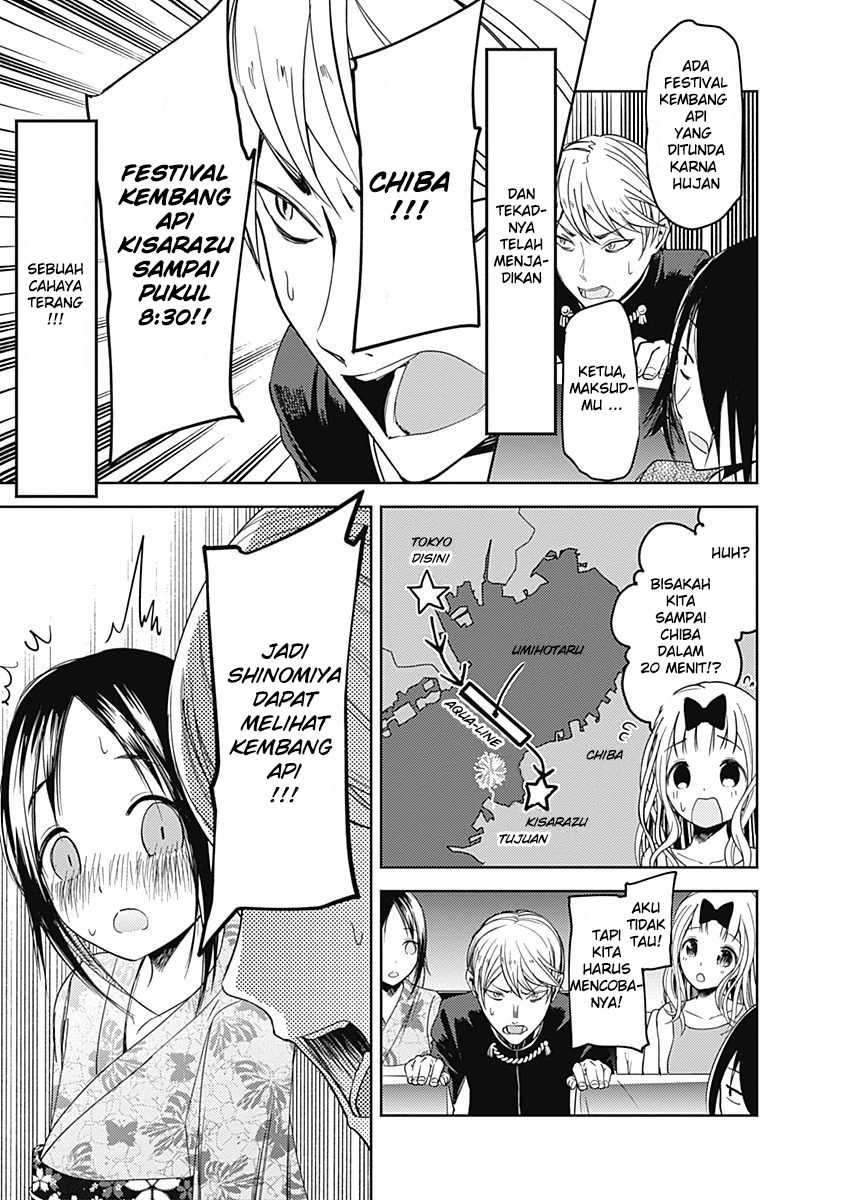 ADA
FESTIVAL
KEMBANG
API
YANG
DITUNDA
KARNA
HUJAN
KETUA,
MAKSUD-
MU ...
DAN
TEKAD-
NYA
TELAH
MENJA-
DIKAN
CHIBA
!!!
FESTIVAL
KEMBANG
API
KISARAZU
SAMPAI
PUKUL
8:30!!
SEBUAH
CAHAYA
TERANG
!!!
HUH?
BISAKAH
KITA
SAMPAI
CHIBA
DALAM
20 MENIT!?
TOKYO
DISINI
UMIHOTARU
AQUA-LINE
CHIBA
KISARAZU
TUJUAN
AKU
TIDAK
TAU!
TAPI
KITA
HARUS
MENCOBA-
NYA!
JADI
SHINOMIYA
DAPAT
MELIHAT
KEMBANG
API
!!!